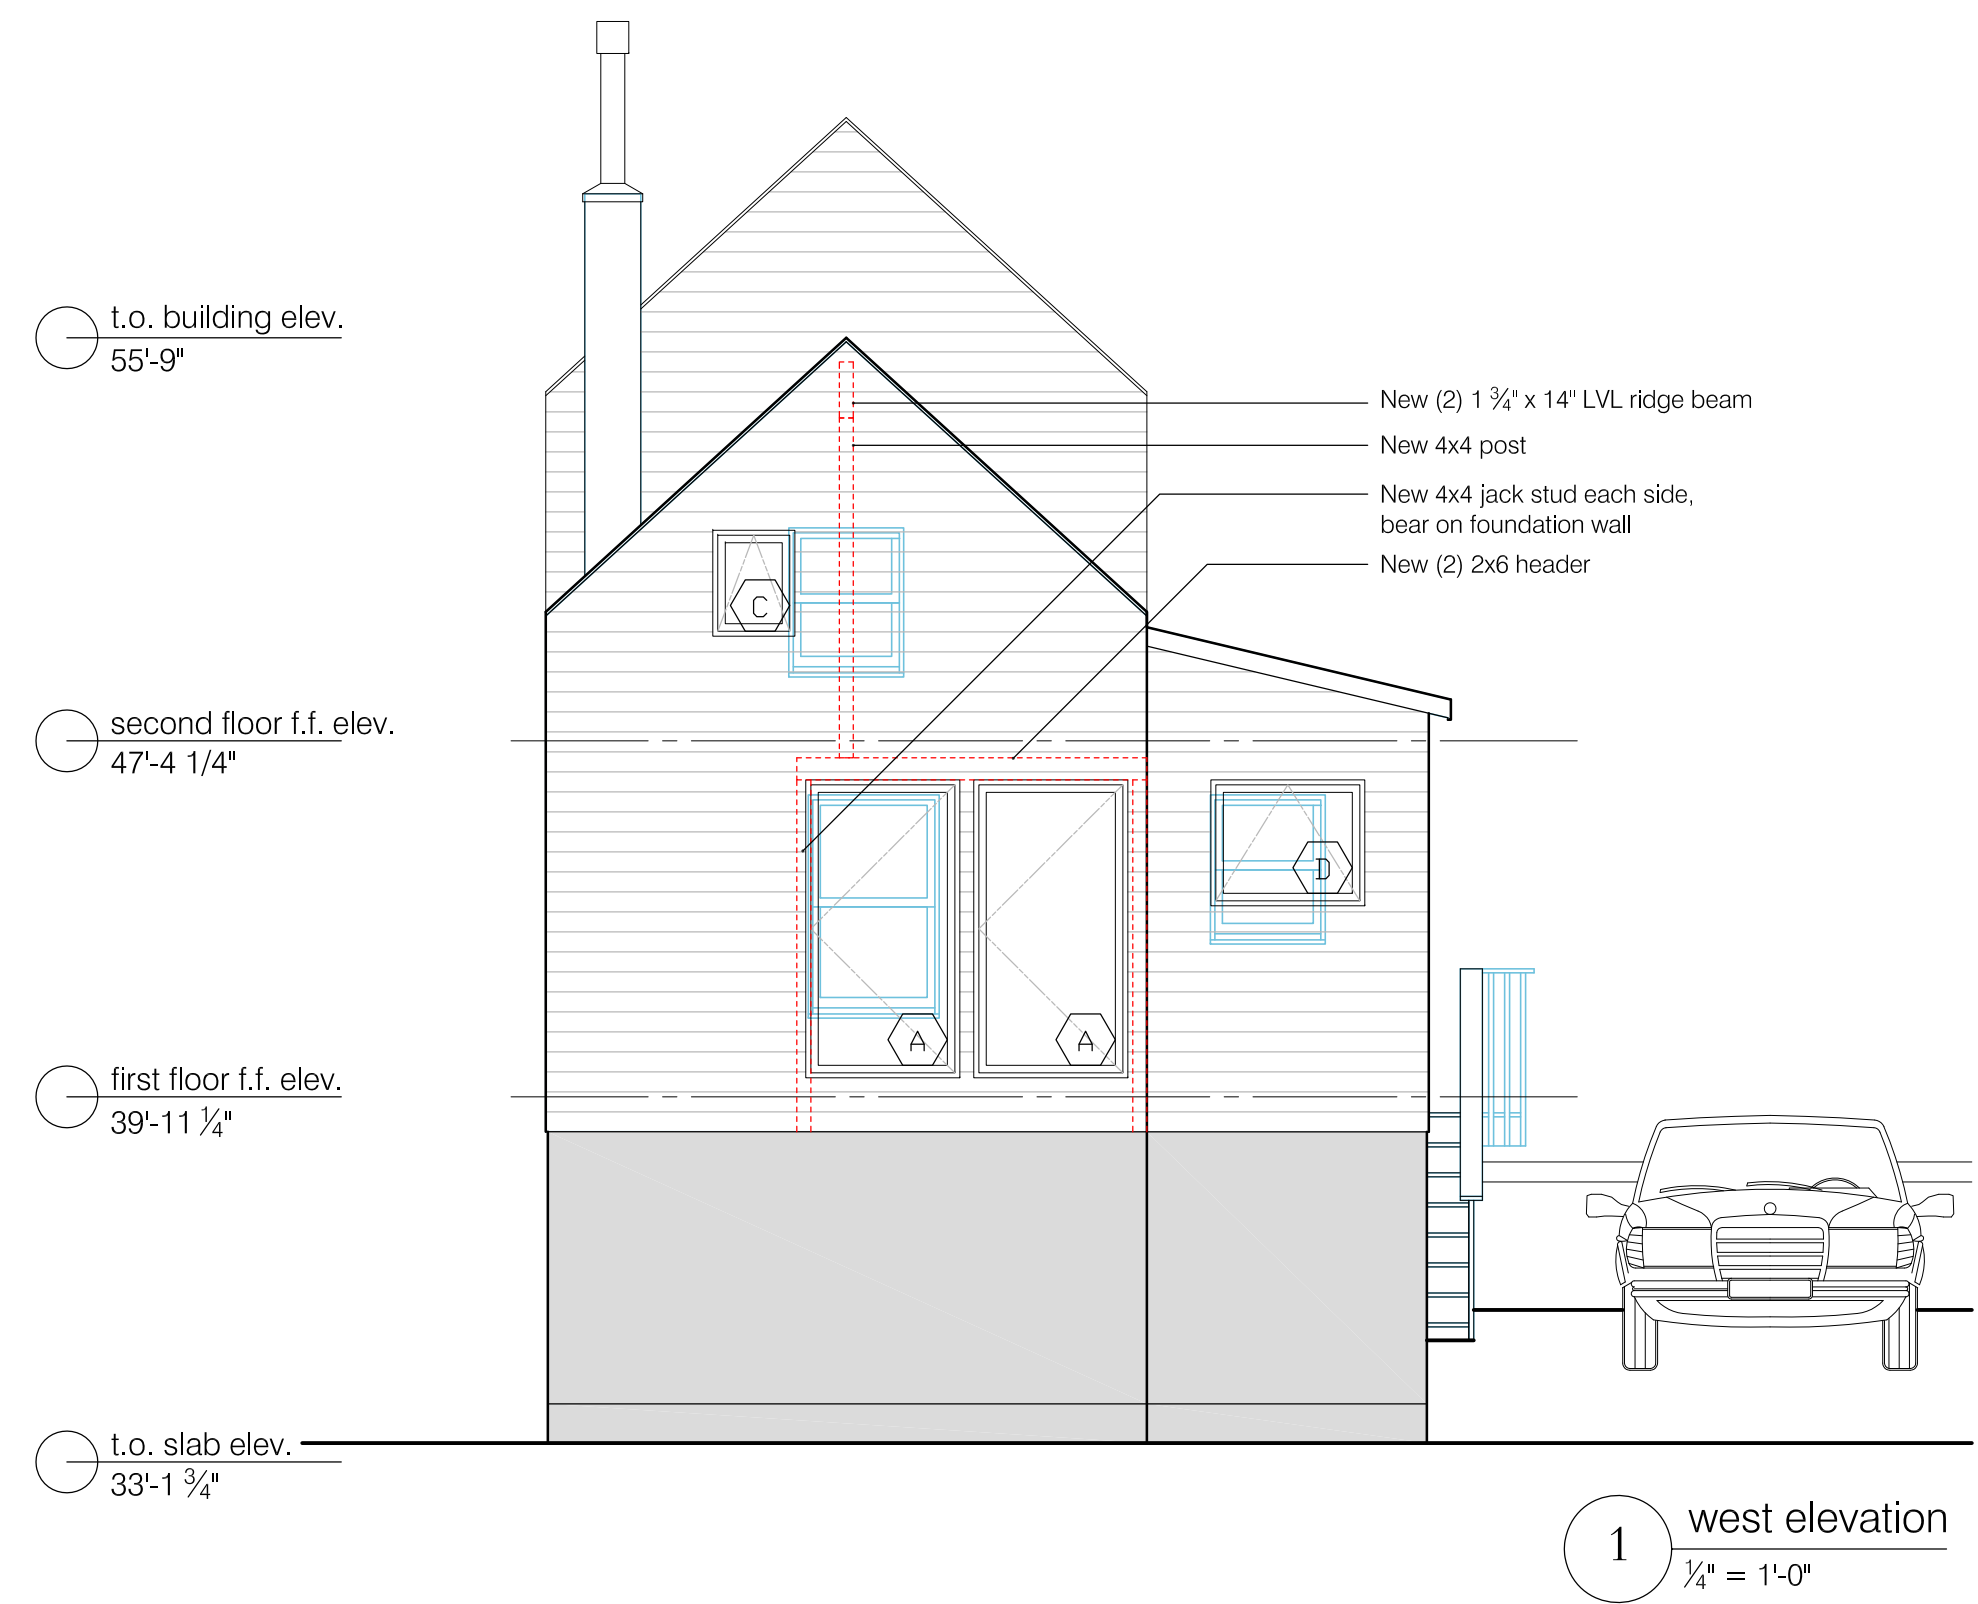 t.o. building elev.
55'-9"
New (2) 1 ¾" x 14" LVL ridge beam
New 4x4 post
New 4x4 jack stud each side,
bear on foundation wall
New (2) 2x6 header
C
second floor f.f. elev.
47'-4 1/4"
D
A
A
first floor f.f. elev.
39'-11 ¼"
t.o. slab elev.
33'-1 ¾"
1
west elevation
¼" = 1'-0"